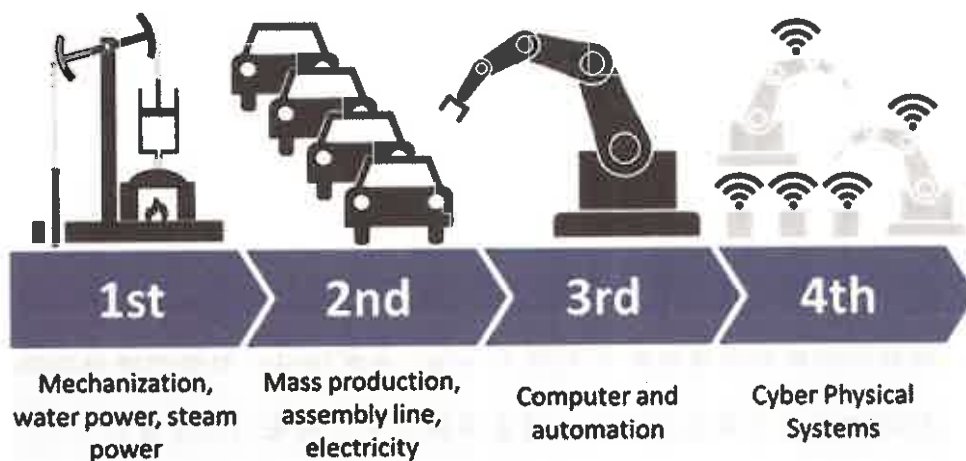 1st
2nd
3rd
4th
Mechanization,
water power, steam
power
Mass production,
assembly line,
electricity
Computer and
automation
Cyber Physical
Systems